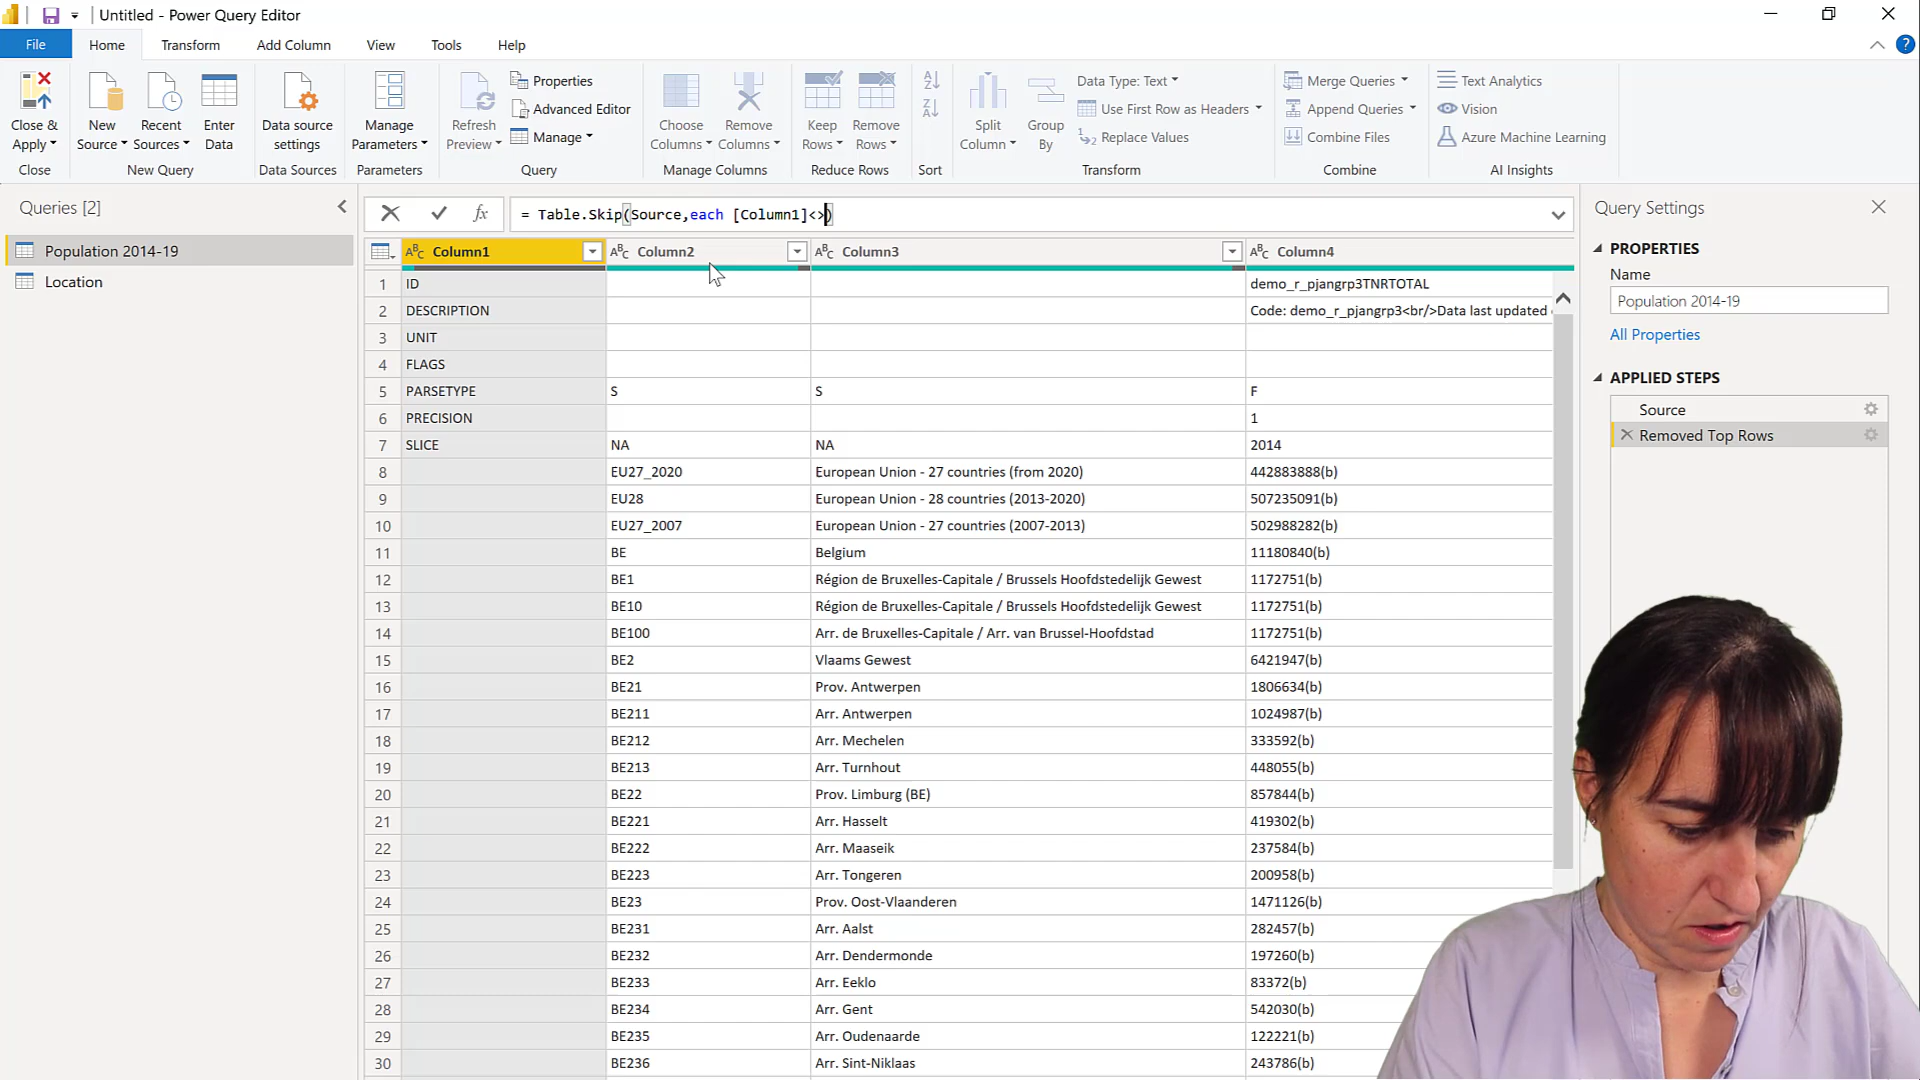 Untitled - Power Query Editor
File Home Transform Add Column View Tools Help
Close & Apply
Close
New Source
Recent Sources
Enter Data
New Query
Data source settings
Data Sources
Manage Parameters
Parameters
Refresh Preview
Properties
Advanced Editor
Manage
Query
Choose Columns
Remove Columns
Manage Columns
Keep Rows
Remove Rows
Reduce Rows
Sort
Split Column
Group By
Data Type: Text
Use First Row as Headers
Replace Values
Transform
Merge Queries
Append Queries
Combine Files
Combine
Text Analytics
Vision
Azure Machine Learning
AI Insights
Queries [2]
Population 2014-19
Location
fx = Table.Skip(Source,each [Column1]<>)
Column1 Column2 Column3 Column4
1 ID demo_r_pjangrp3TNRTOTAL
2 DESCRIPTION Code: demo_r_pjangrp3<br/>Data last updated
3 UNIT
4 FLAGS
5 PARSETYPE S S F
6 PRECISION 1
7 SLICE NA NA 2014
8 EU27_2020 European Union - 27 countries (from 2020) 442883888(b)
9 EU28 European Union - 28 countries (2013-2020) 507235091(b)
10 EU27_2007 European Union - 27 countries (2007-2013) 502988282(b)
11 BE Belgium 11180840(b)
12 BE1 Région de Bruxelles-Capitale / Brussels Hoofdstedelijk Gewest 1172751(b)
13 BE10 Région de Bruxelles-Capitale / Brussels Hoofdstedelijk Gewest 1172751(b)
14 BE100 Arr. de Bruxelles-Capitale / Arr. van Brussel-Hoofdstad 1172751(b)
15 BE2 Vlaams Gewest 6421947(b)
16 BE21 Prov. Antwerpen 1806634(b)
17 BE211 Arr. Antwerpen 1024987(b)
18 BE212 Arr. Mechelen 333592(b)
19 BE213 Arr. Turnhout 448055(b)
20 BE22 Prov. Limburg (BE) 857844(b)
21 BE221 Arr. Hasselt 419302(b)
22 BE222 Arr. Maaseik 237584(b)
23 BE223 Arr. Tongeren 200958(b)
24 BE23 Prov. Oost-Vlaanderen 1471126(b)
25 BE231 Arr. Aalst 282457(b)
26 BE232 Arr. Dendermonde 197260(b)
27 BE233 Arr. Eeklo 83372(b)
28 BE234 Arr. Gent 542030(b)
29 BE235 Arr. Oudenaarde 122221(b)
30 BE236 Arr. Sint-Niklaas 243786(b)
Query Settings
PROPERTIES
Name
Population 2014-19
All Properties
APPLIED STEPS
Source
Removed Top Rows